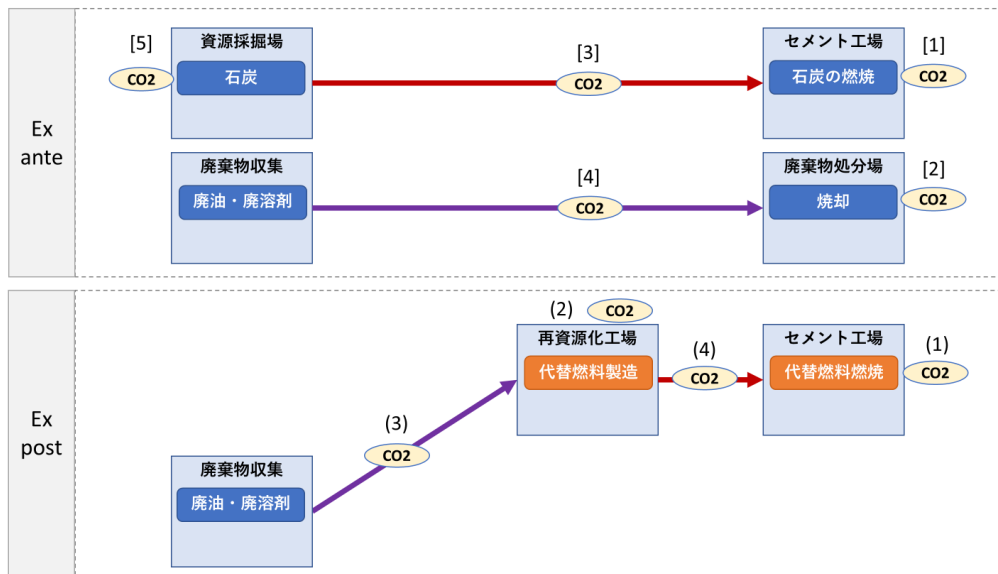 Ex
ante
[5]
CO2
資源採掘場
石炭
[3]
CO2
セメント工場
石炭の燃焼
[1]
CO2
廃棄物収集
廃油・廃溶剤
[4]
CO2
廃棄物処分場
焼却
[2]
CO2
Ex
post
(2)
CO2
再資源化工場
代替燃料製造
(4)
CO2
セメント工場
代替燃料燃焼
(1)
CO2
(3)
CO2
廃棄物収集
廃油・廃溶剤